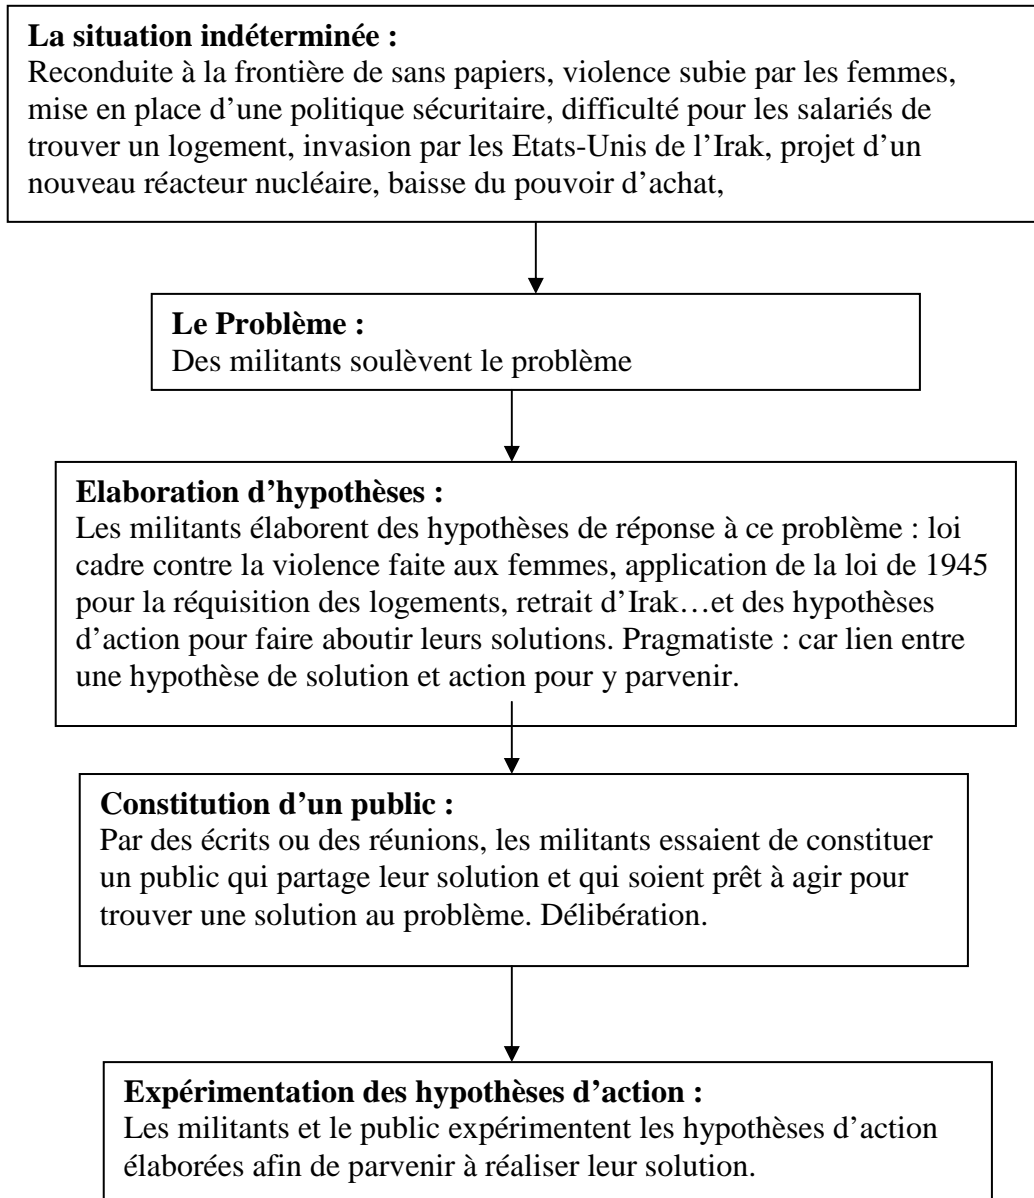 La situation indéterminée :
Reconduite à la frontière de sans papiers, violence subie par les femmes,
mise en place d’une politique sécuritaire, difficulté pour les salariés de
trouver un logement, invasion par les Etats-Unis de l’Irak, projet d’un
nouveau réacteur nucléaire, baisse du pouvoir d’achat,
Le Problème :
Des militants soulèvent le problème
Elaboration d’hypothèses :
Les militants élaborent des hypothèses de réponse à ce problème : loi
cadre contre la violence faite aux femmes, application de la loi de 1945
pour la réquisition des logements, retrait d’Irak…et des hypothèses
d’action pour faire aboutir leurs solutions. Pragmatiste : car lien entre
une hypothèse de solution et action pour y parvenir.
Constitution d’un public :
Par des écrits ou des réunions, les militants essaient de constituer
un public qui partage leur solution et qui soient prêt à agir pour
trouver une solution au problème. Délibération.
Expérimentation des hypothèses d’action :
Les militants et le public expérimentent les hypothèses d’action
élaborées afin de parvenir à réaliser leur solution.